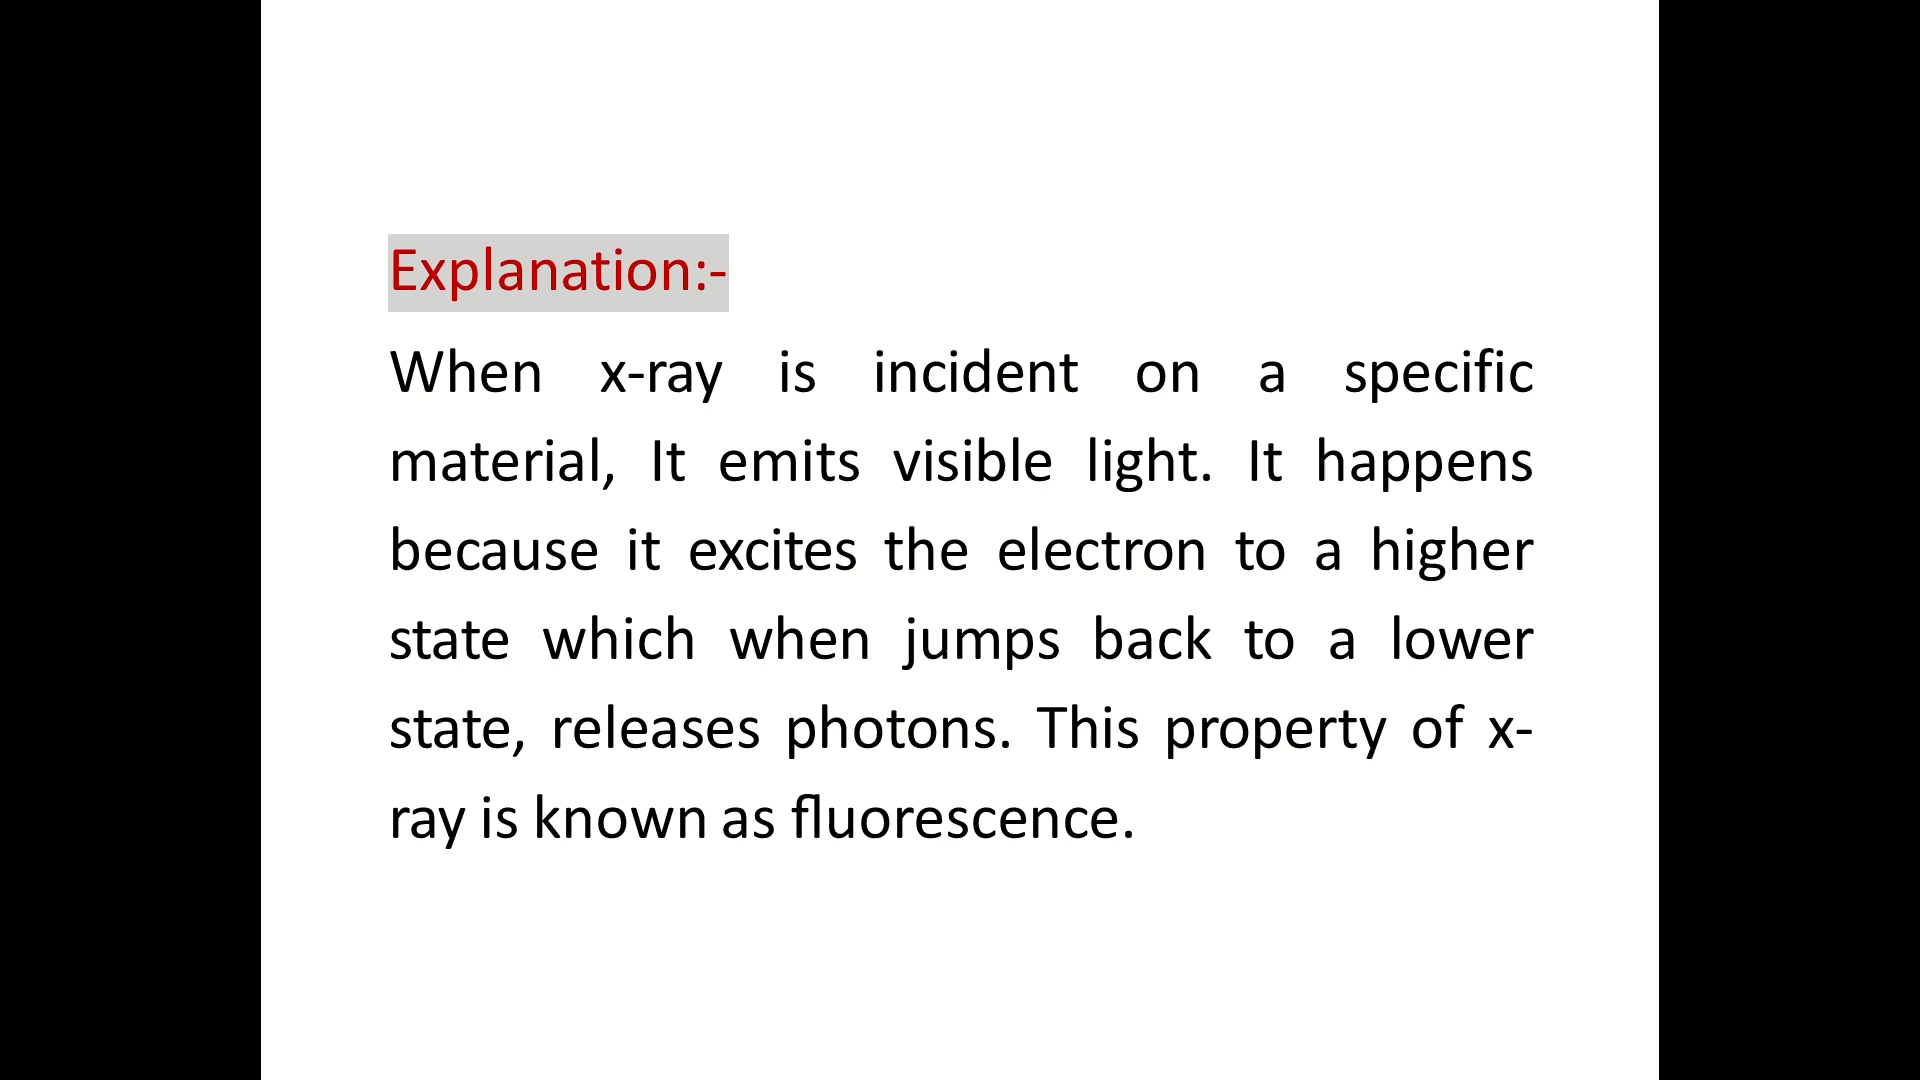 Explanation:-
When x-ray is incident on a specific
material, It emits visible light. It happens
because it excites the electron to a higher
state which when jumps back to a lower
state, releases photons. This property of x-
ray is known as fluorescence.